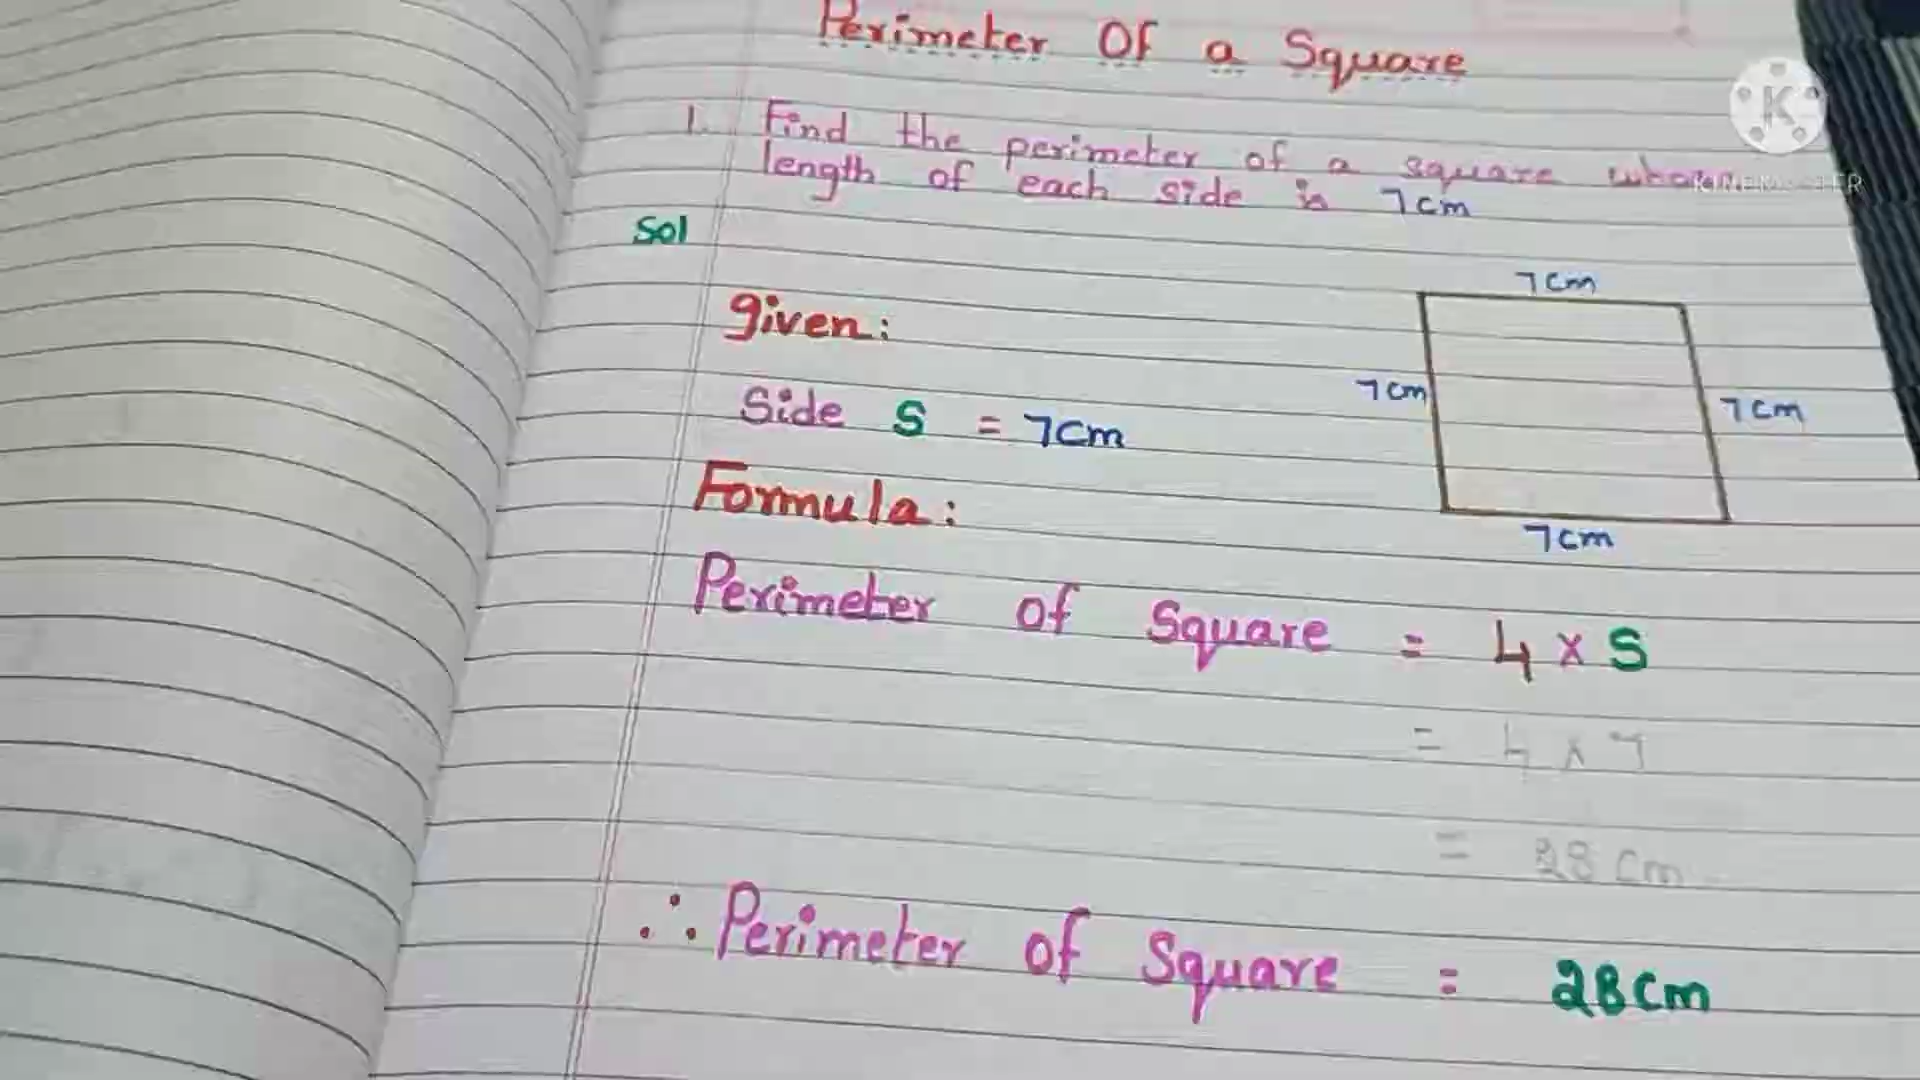 Perimeter Of a Square
1. Find the perimeter of a square whose
length of each side is 7cm
Sol
7cm
given:
7cm
7cm
Side S = 7cm
Formula:
7cm
Perimeter of Square = 4 x S
= 4 x 7
= 28 cm
∴ Perimeter of Square = 28cm
K
KINEMASTER